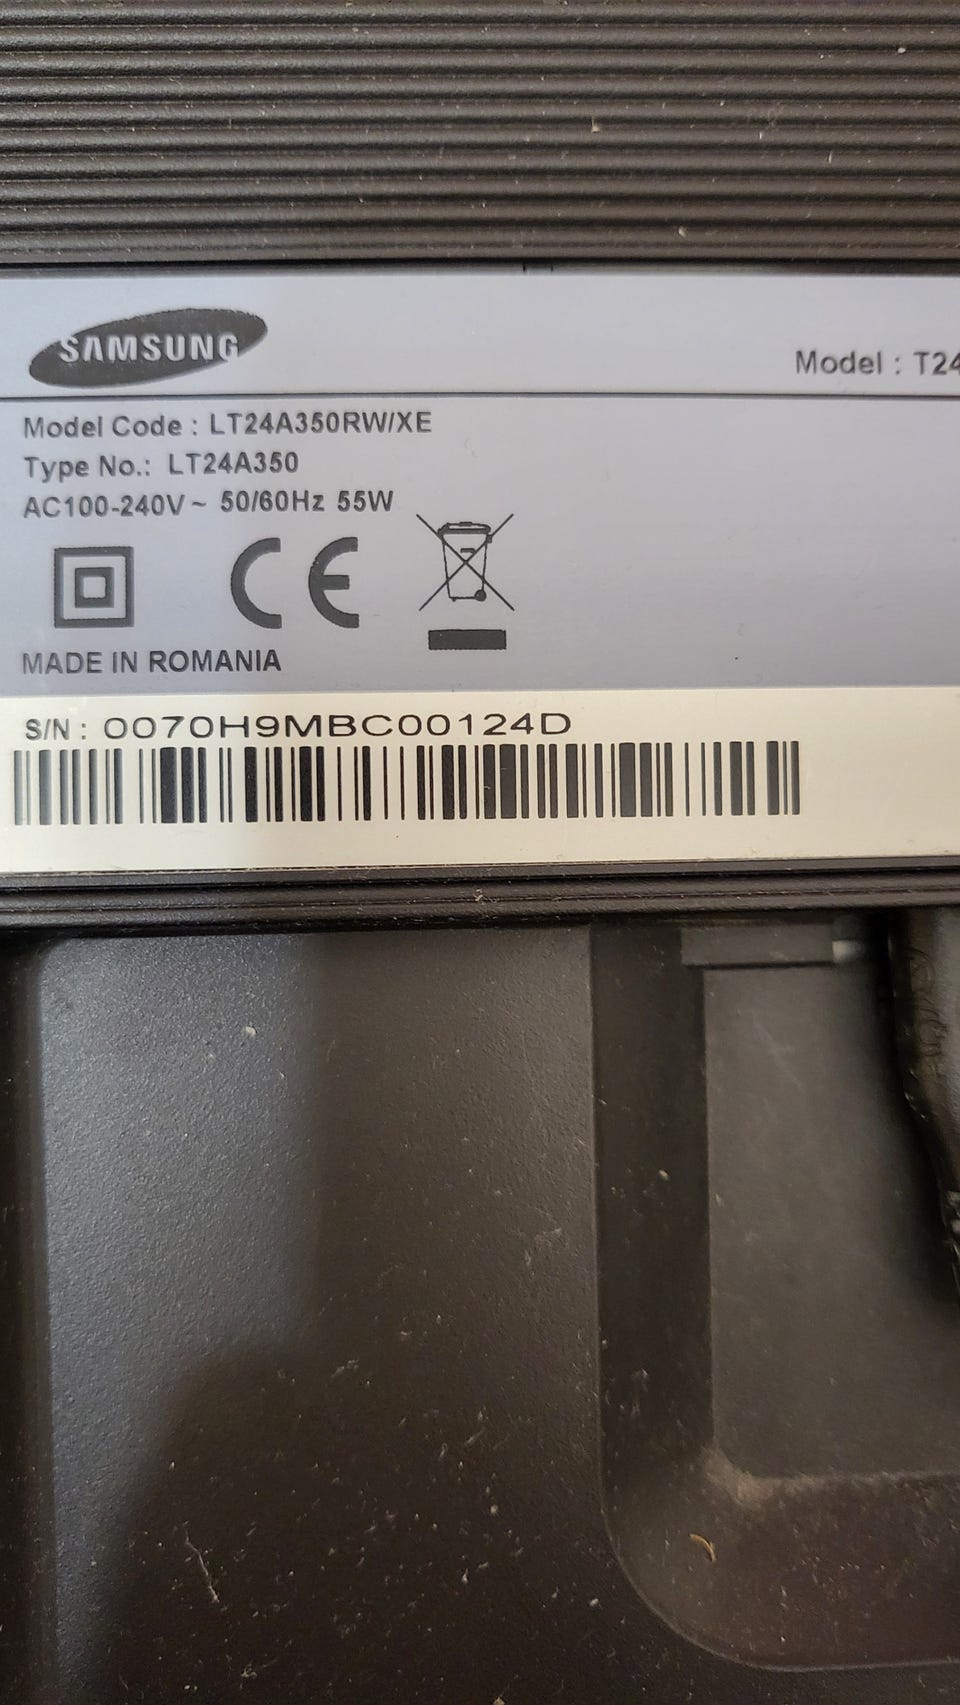 SAMSUNG
Model : T24
Model Code : LT24A350RW/XE
Type No.: LT24A350
AC100-240V~ 50/60Hz 55W
CE
MADE IN ROMANIA
S/N : 0070H9MBC00124D